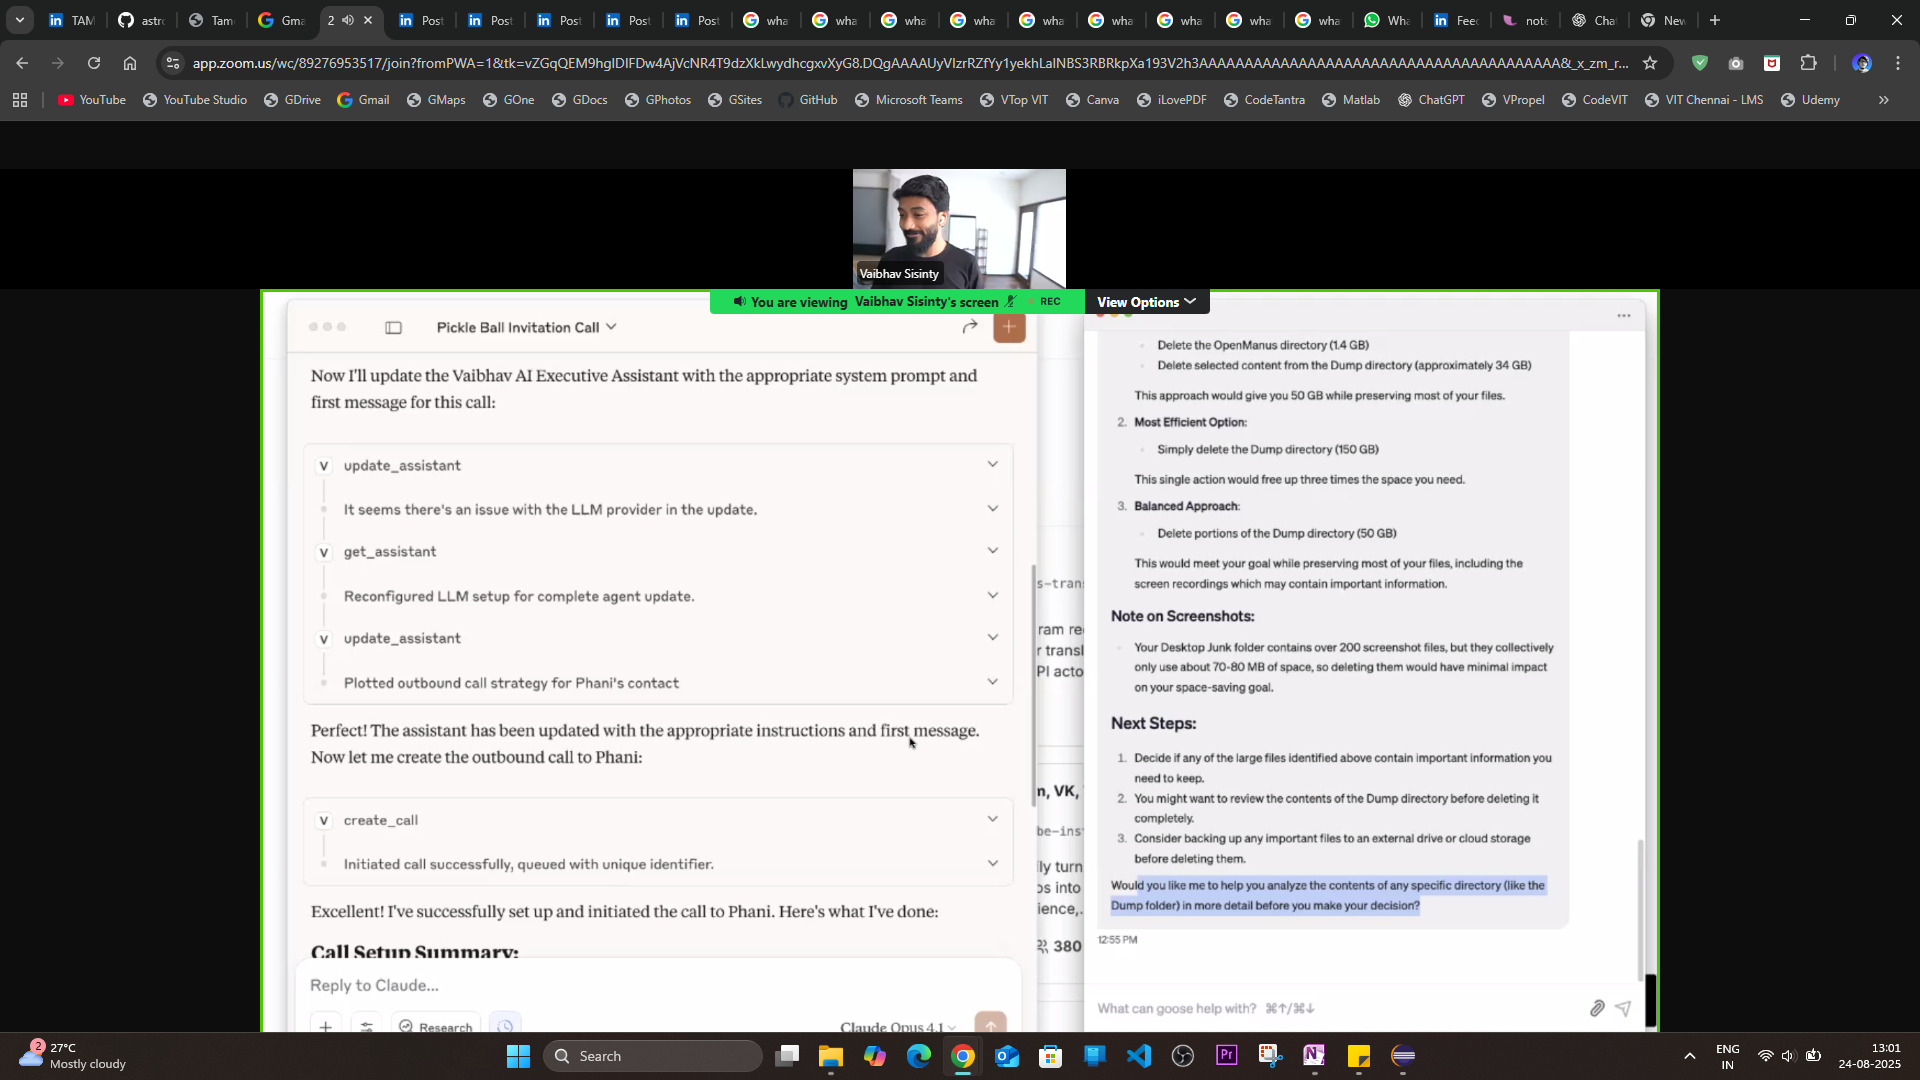 TAM
astro
Tam
Gma
2
Post
Post
Post
Post
Post
wha
wha
wha
wha
wha
wha
wha
wha
wha
Wha
Feec
note
Chat
New
app.zoom.us/wc/89276953517/join?fromPWA=1&tk=
YouTube
YouTube Studio
GDrive
Gmail
GMaps
GOne
GDocs
GPhotos
GSites
GitHub
Microsoft Teams
VTop VIT
Canva
iLovePDF
CodeTantra
Matlab
ChatGPT
VPropel
CodeVIT
VIT Chennai - LMS
Udemy
Vaibhav Sisinty
You are viewing Vaibhav Sisinty's screen
REC
View Options
Pickle Ball Invitation Call
Now I'll update the Vaibhav AI Executive Assistant with the appropriate system prompt and
first message for this call:
V update_assistant
It seems there's an issue with the LLM provider in the update.
V get_assistant
Reconfigured LLM setup for complete agent update.
V update_assistant
Plotted outbound call strategy for Phani's contact
Perfect! The assistant has been updated with the appropriate instructions and first message.
Now let me create the outbound call to Phani:
V create_call
Initiated call successfully, queued with unique identifier.
Excellent! I've successfully set up and initiated the call to Phani. Here's what I've done:
Call Setup Summary:
Reply to Claude...
Research
Claude Opus 4.1
s-tran
ram re
r transl
PI acto
n, VK,
be-ins
ily turn
os into
ience,.
380
Delete the OpenManus directory (1.4 GB)
Delete selected content from the Dump directory (approximately 34 GB)
This approach would give you 50 GB while preserving most of your files.
2. Most Efficient Option:
Simply delete the Dump directory (150 GB)
This single action would free up three times the space you need.
3. Balanced Approach:
Delete portions of the Dump directory (50 GB)
This would meet your goal while preserving most of your files, including the
screen recordings which may contain important information.
Note on Screenshots:
Your Desktop Junk folder contains over 200 screenshot files, but they collectively
only use about 70-80 MB of space, so deleting them would have minimal impact
on your space-saving goal.
Next Steps:
1. Decide if any of the large files identified above contain important information you
need to keep.
2. You might want to review the contents of the Dump directory before deleting it
completely.
3. Consider backing up any important files to an external drive or cloud storage
before deleting them.
Would you like me to help you analyze the contents of any specific directory (like the
Dump folder) in more detail before you make your decision?
12:55 PM
What can goose help with? ⌘↑/⌘↓
2
27°C
Mostly cloudy
Search
ENG
IN
13:01
24-08-2025